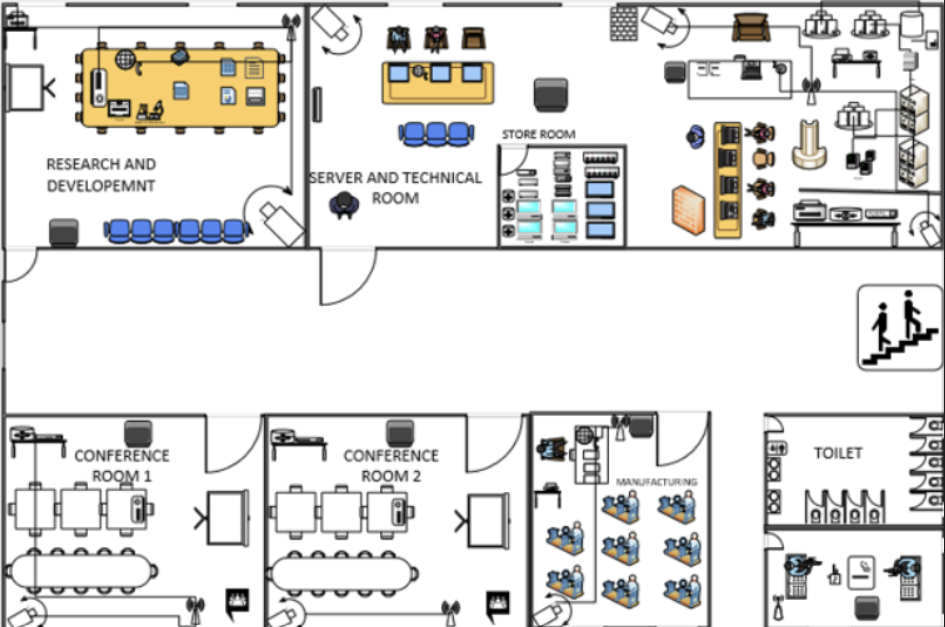 RESEARCH AND
DEVELOPEMNT
SERVER AND TECHNICAL
ROOM
STORE ROOM
CONFERENCE
ROOM 1
CONFERENCE
ROOM 2
MANUFACTURING
TOILET